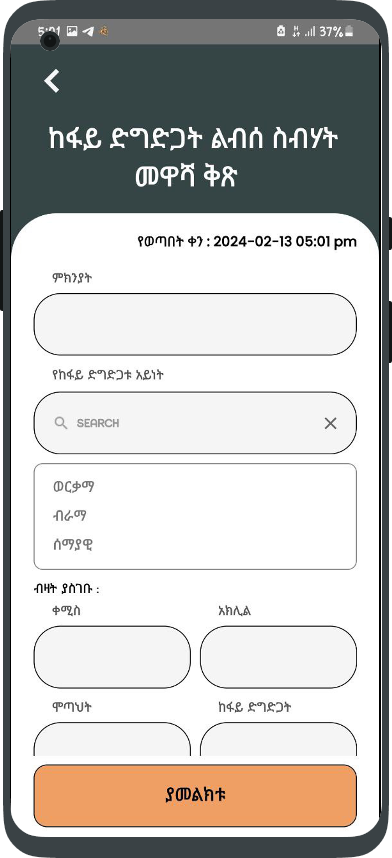 5:01 37%
ከፋይ ድግድጋት ልብሰ ስብሃት
መዋሻ ቅጽ
የወጣበት ቀን : 2024-02-13 05:01 pm
ምክንያት
የከፋይ ድግድጋቱ አይነት
SEARCH
ወርቃማ
ብራማ
ሰማያዊ
ብዛት ያስገቡ :
ቀሚስ አክሊል
ሞጣህት ከፋይ ድግድጋት
ያመልክቱ